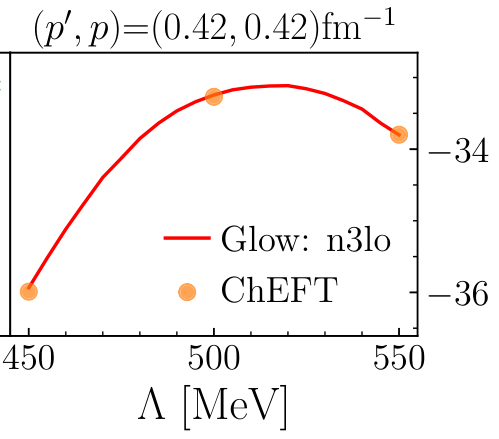 (p′, p)=(0.42, 0.42)fm⁻¹
−34
Glow: n3lo
ChEFT
−36
450 500 550
Λ [MeV]